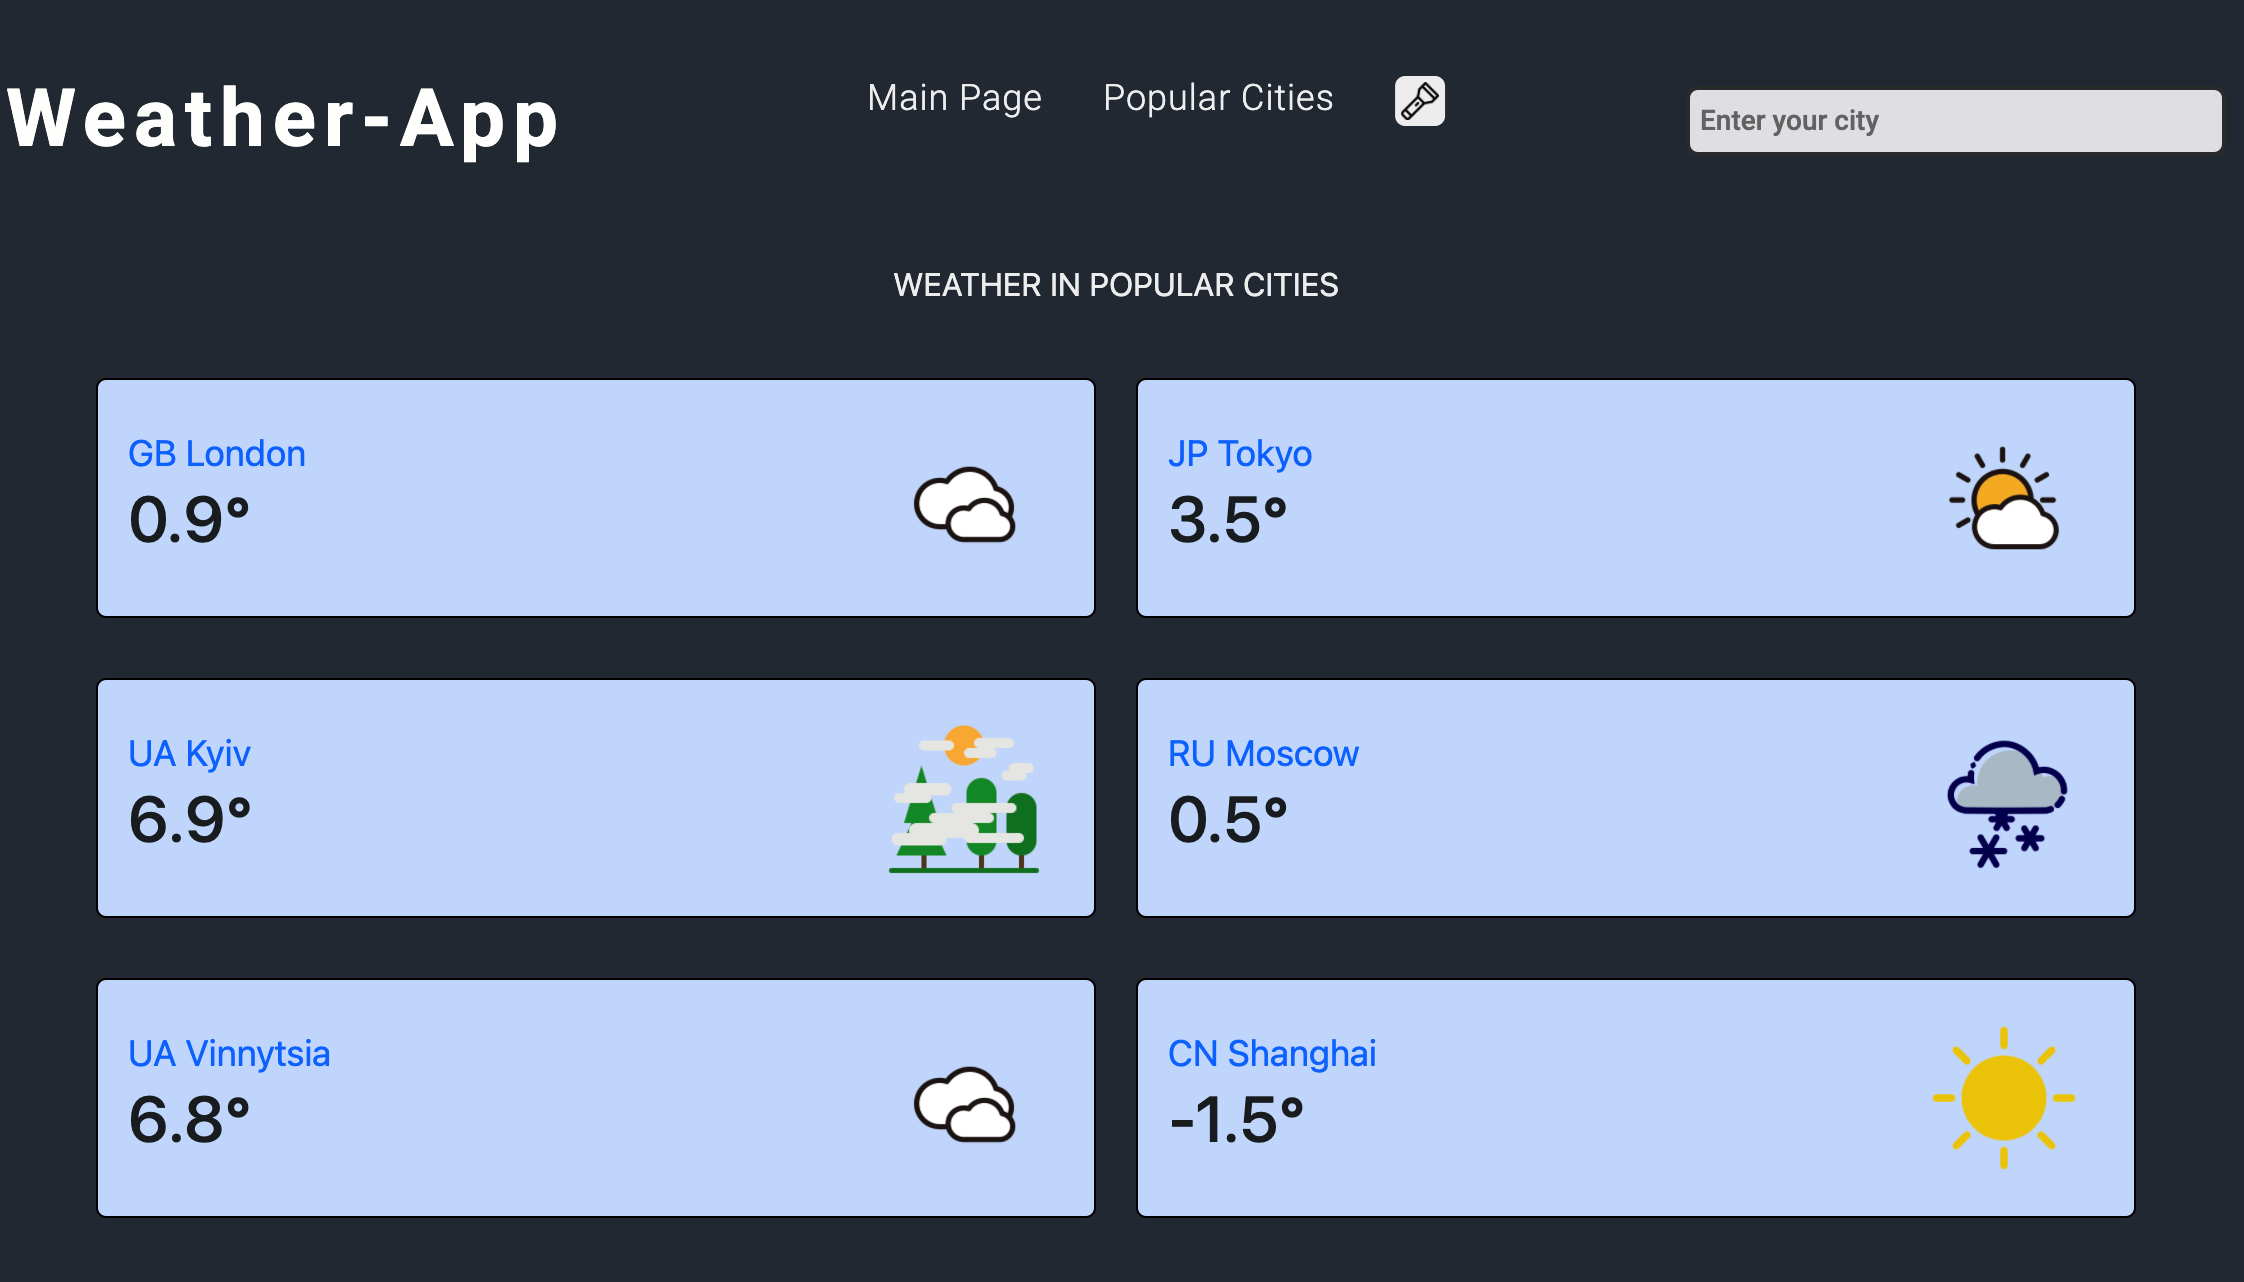 Weather-App
Main Page
Popular Cities
Enter your city
WEATHER IN POPULAR CITIES
GB London
0.9°
JP Tokyo
3.5°
UA Kyiv
6.9°
RU Moscow
0.5°
UA Vinnytsia
6.8°
CN Shanghai
-1.5°